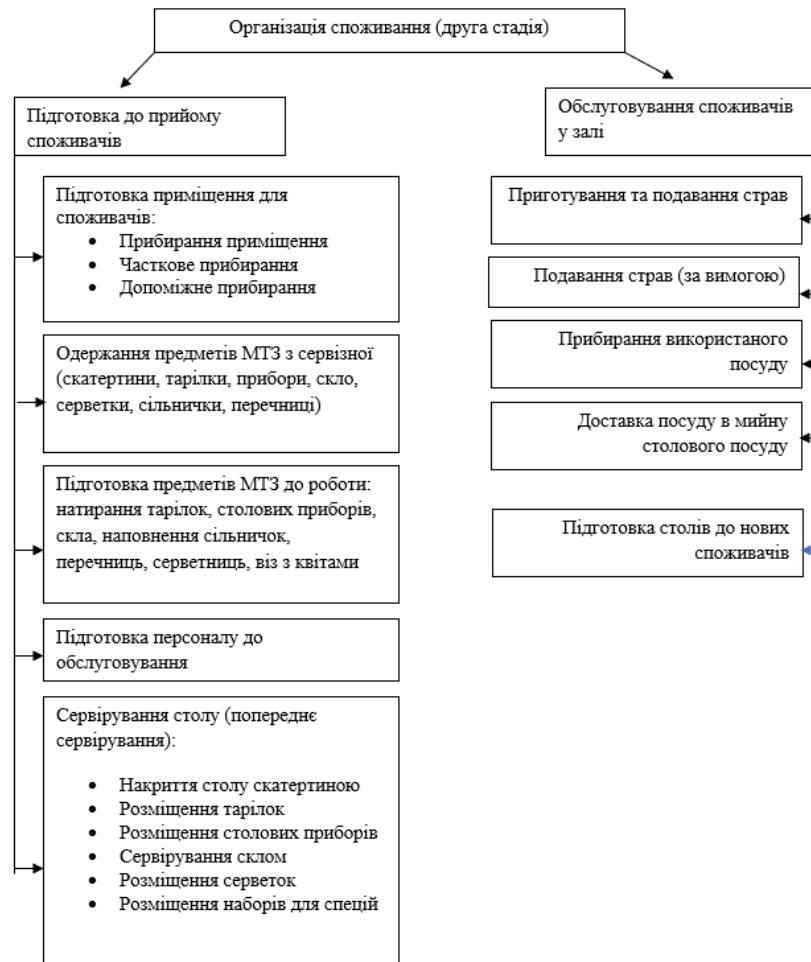 Організація споживання (друга стадія)
Підготовка до прийому
споживачів
Підготовка приміщення для
споживачів:
• Прибирання приміщення
• Часткове прибирання
• Допоміжне прибирання
Одержання предметів МТЗ з сервізної
(скатертини, тарілки, прибори, скло,
серветки, сільнички, перечниці)
Підготовка предметів МТЗ до роботи:
натирання тарілок, столових приборів,
скла, наповнення сільничок,
перечниць, серветниць, віз з квітами
Підготовка персоналу до
обслуговування
Сервірування столу (попереднє
сервірування):
• Накриття столу скатертиною
• Розміщення тарілок
• Розміщення столових приборів
• Сервірування склом
• Розміщення серветок
• Розміщення наборів для спецій
Обслуговування споживачів
у залі
Приготування та подавання страв
Подавання страв (за вимогою)
Прибирання використаного
посуду
Доставка посуду в мийну
столового посуду
Підготовка столів до нових
споживачів